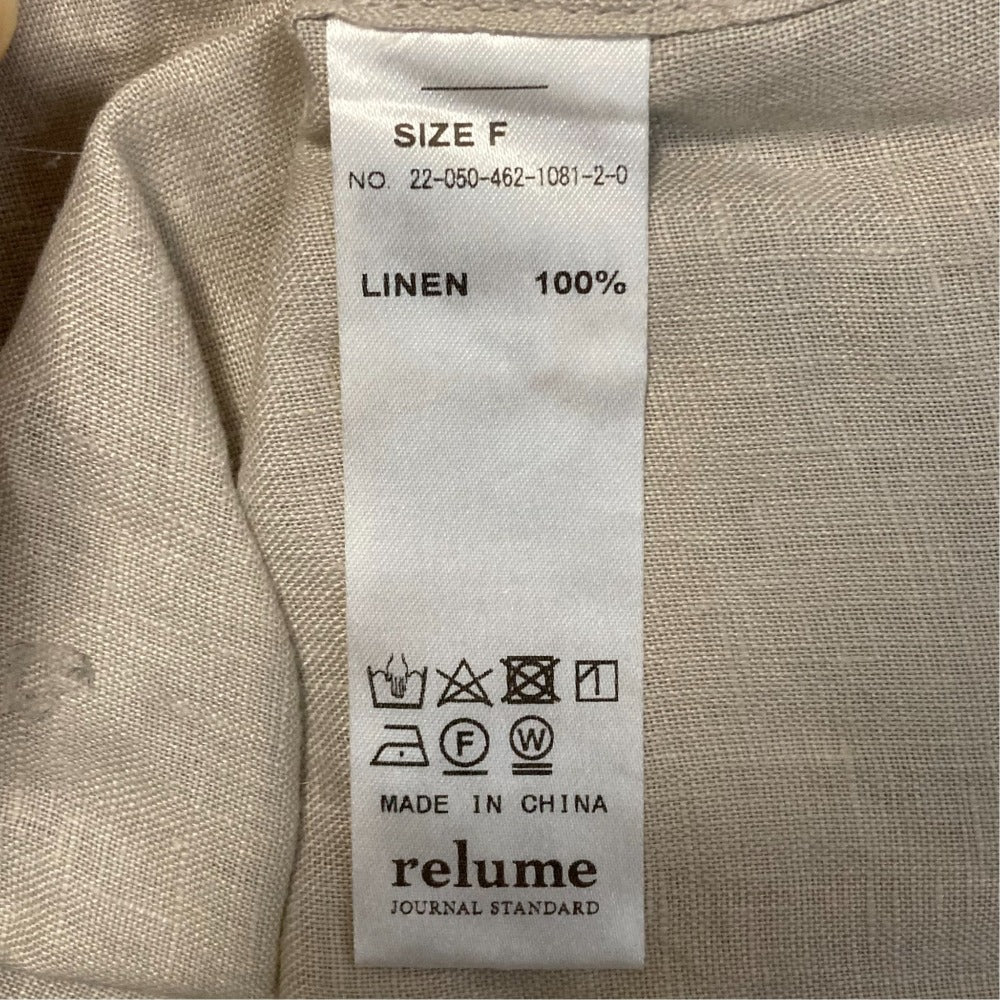 SIZE F
NO. 22-050-462-1081-2-0
LINEN 100%
F W
MADE IN CHINA
relume
JOURNAL STANDARD